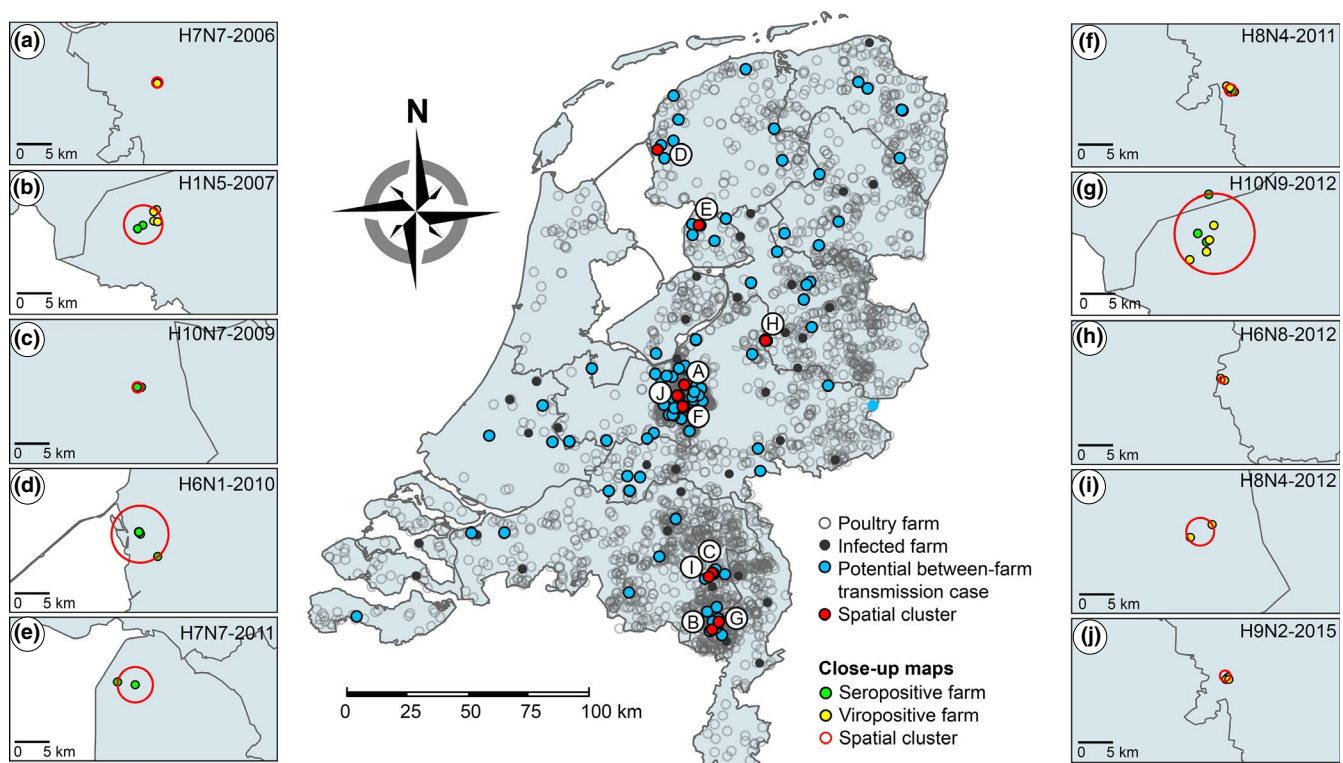 (a) H7N7-2006
0 5 km
(b) H1N5-2007
0 5 km
(c) H10N7-2009
0 5 km
(d) H6N1-2010
0 5 km
(e) H7N7-2011
0 5 km
N
D
E
H
A
J
F
C
I
B G
0 25 50 75 100 km
Poultry farm
Infected farm
Potential between-farm
transmission case
Spatial cluster
Close-up maps
Seropositive farm
Viropositive farm
Spatial cluster
(f) H8N4-2011
0 5 km
(g) H10N9-2012
0 5 km
(h) H6N8-2012
0 5 km
(i) H8N4-2012
0 5 km
(j) H9N2-2015
0 5 km